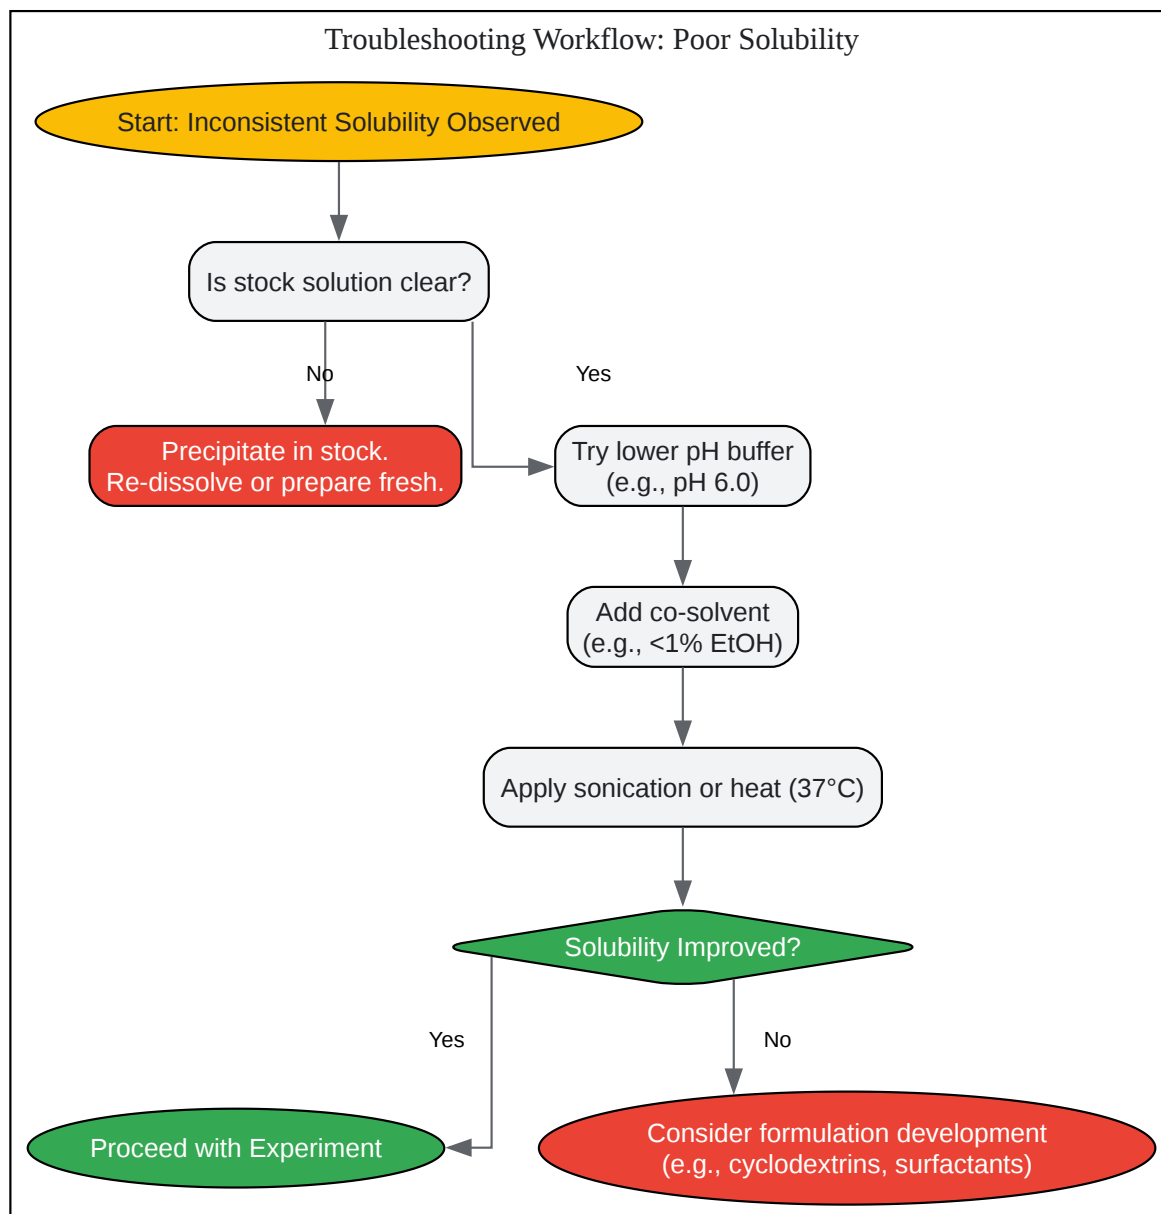 Troubleshooting Workflow: Poor Solubility
Start: Inconsistent Solubility Observed
Is stock solution clear?
No
Yes
Precipitate in stock.
Re-dissolve or prepare fresh.
Try lower pH buffer
(e.g., pH 6.0)
Add co-solvent
(e.g., <1% EtOH)
Apply sonication or heat (37°C)
Solubility Improved?
Yes
No
Proceed with Experiment
Consider formulation development
(e.g., cyclodextrins, surfactants)